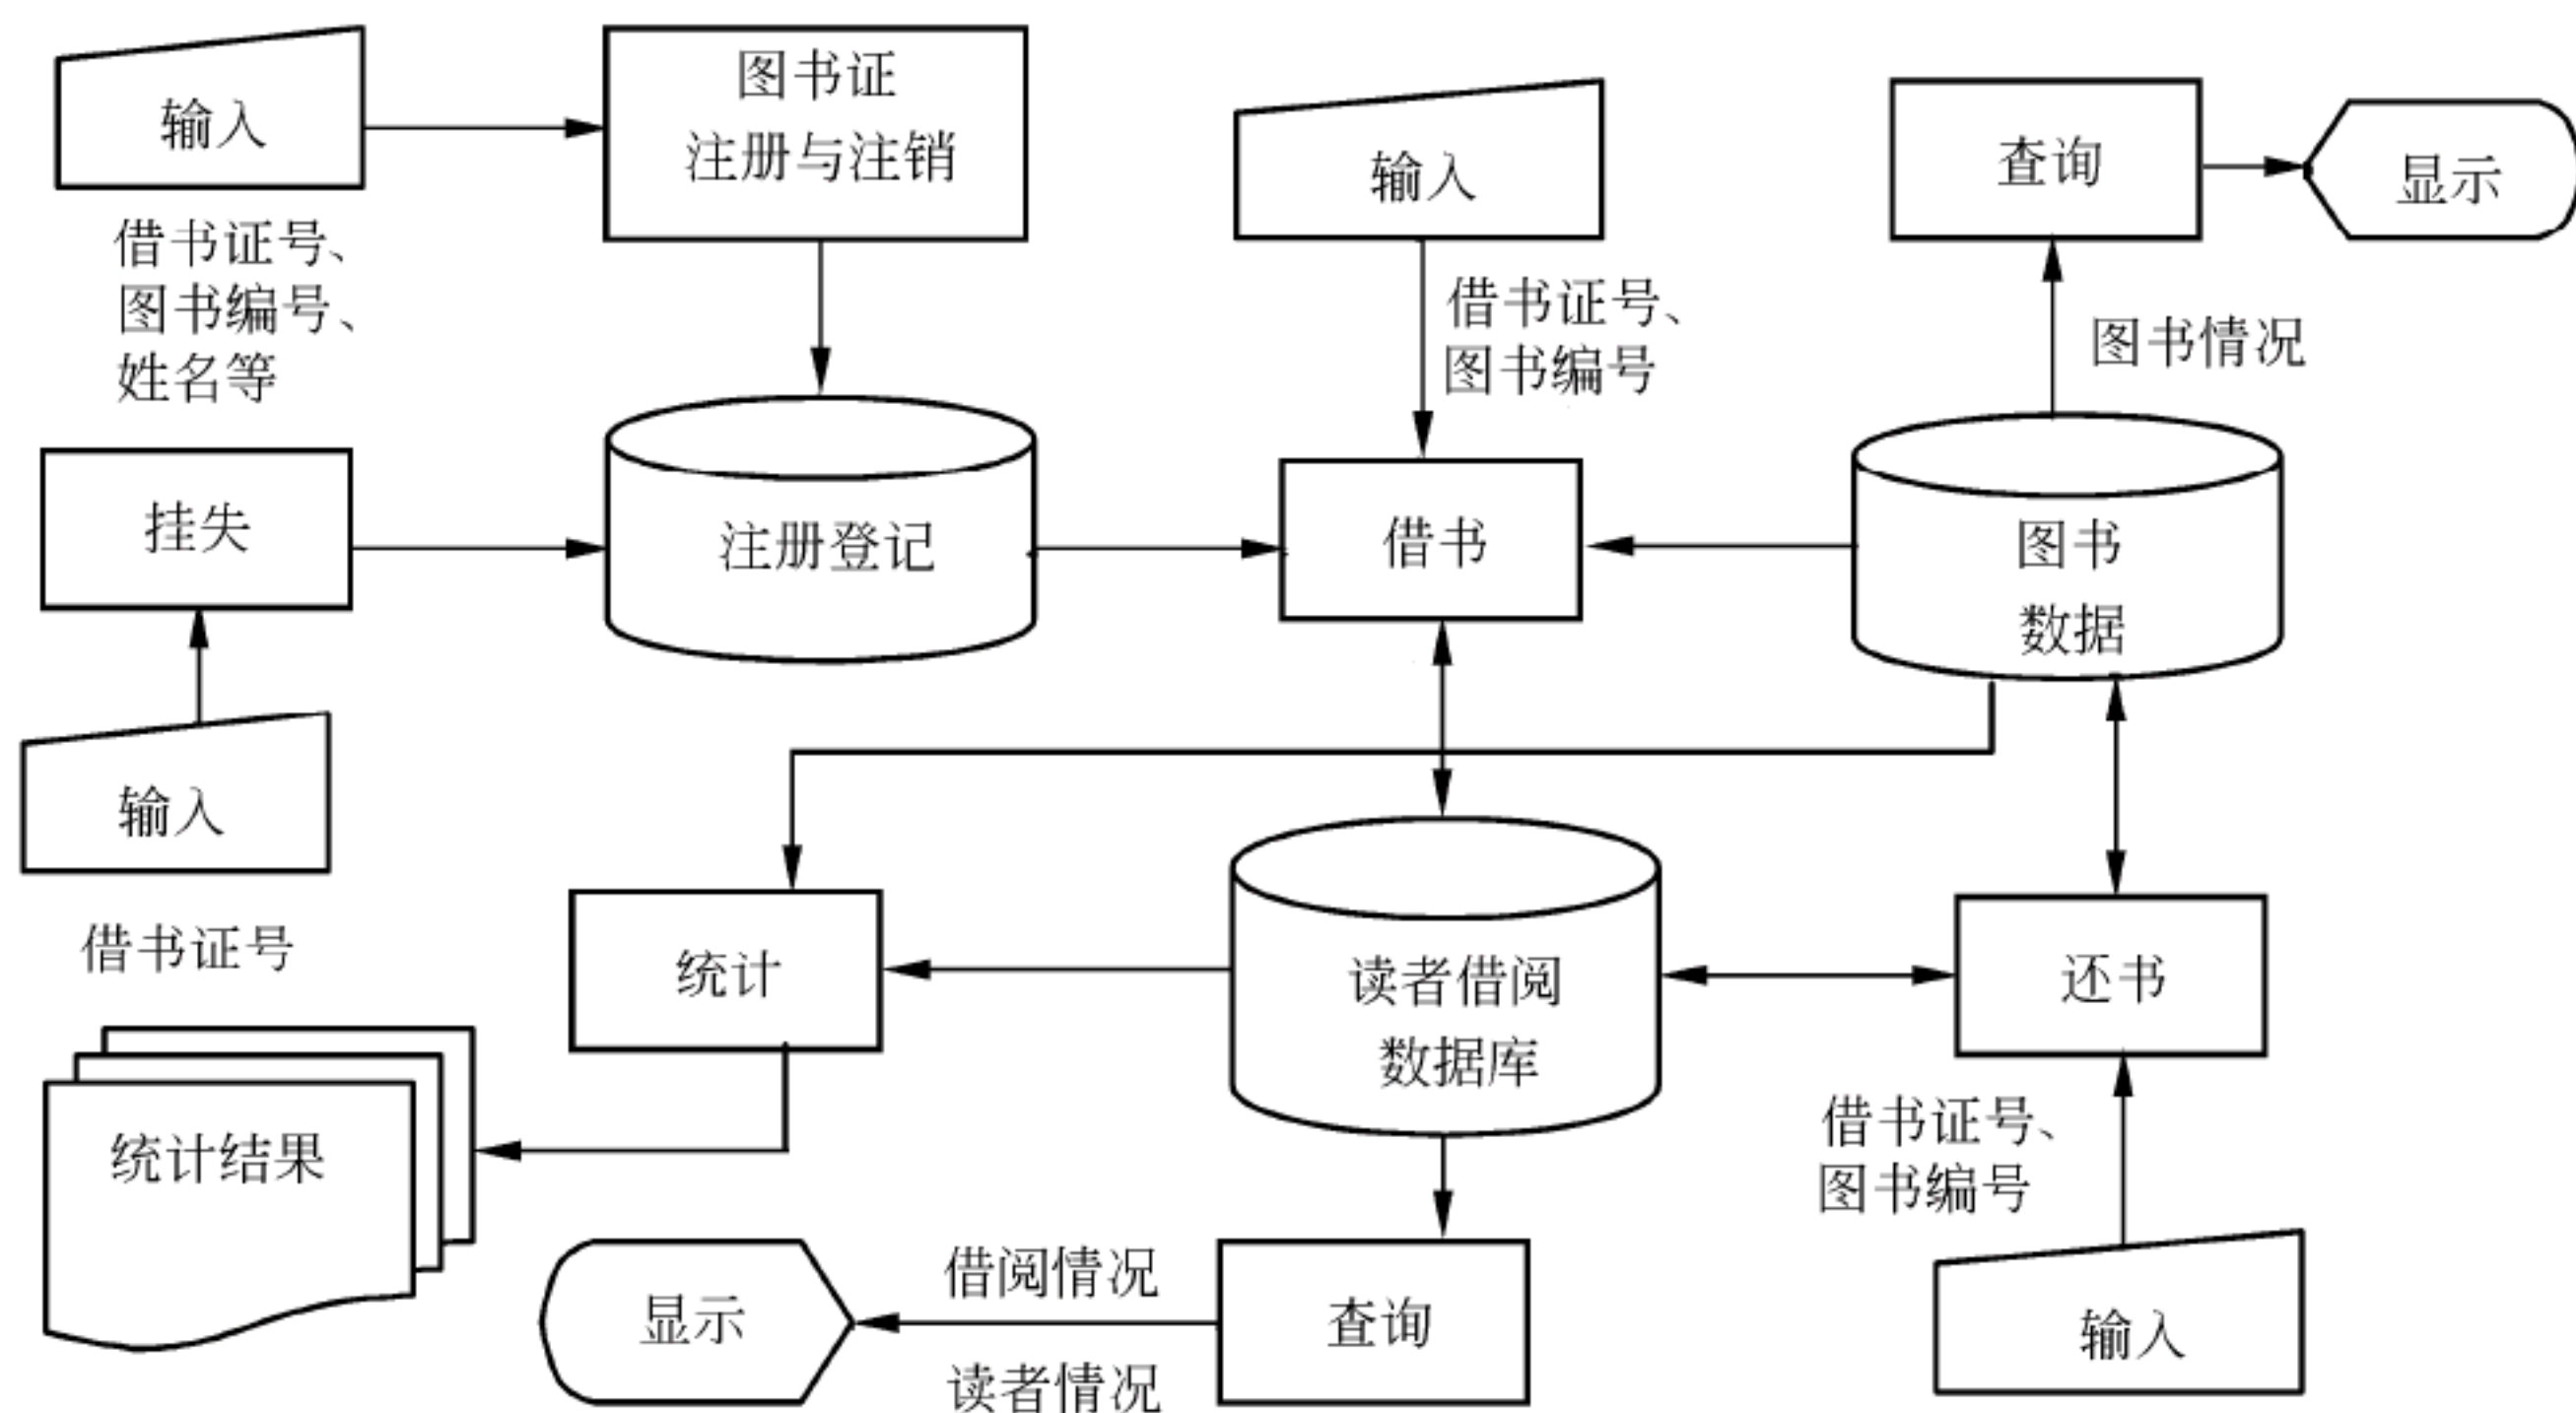 输入
图书证
注册与注销
输入
查询
显示
借书证号、
图书编号、
姓名等
借书证号、
图书编号
图书情况
挂失
注册登记
借书
图书
数据
输入
借书证号
统计
读者借阅
数据库
还书
统计结果
借书证号、
图书编号
显示
借阅情况
读者情况
查询
输入